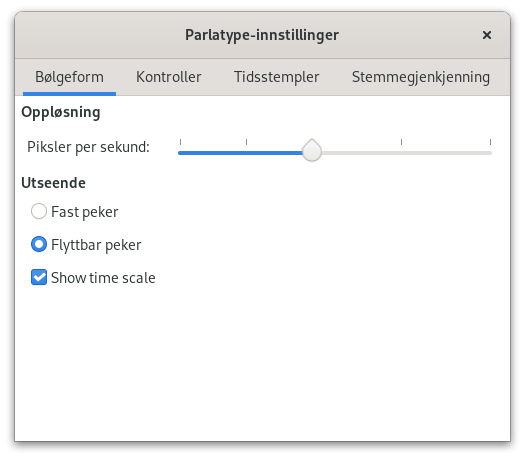 Parlatype-innstillinger
Bølgeform Kontroller Tidsstempler Stemmegjenkjenning
Oppløsning
Piksler per sekund:
Utseende
Fast peker
Flyttbar peker
Show time scale